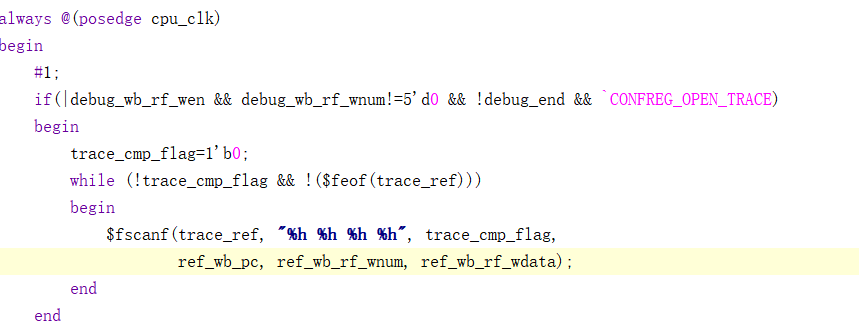 always @(posedge cpu_clk)
begin
    #1;
    if(|debug_wb_rf_wen && debug_wb_rf_wnum!=5'd0 && !debug_end && `CONFREG_OPEN_TRACE)
    begin
        trace_cmp_flag=1'b0;
        while (!trace_cmp_flag && !($feof(trace_ref)))
        begin
            $fscanf(trace_ref, "%h %h %h %h", trace_cmp_flag,
                    ref_wb_pc, ref_wb_rf_wnum, ref_wb_rf_wdata);
        end
    end